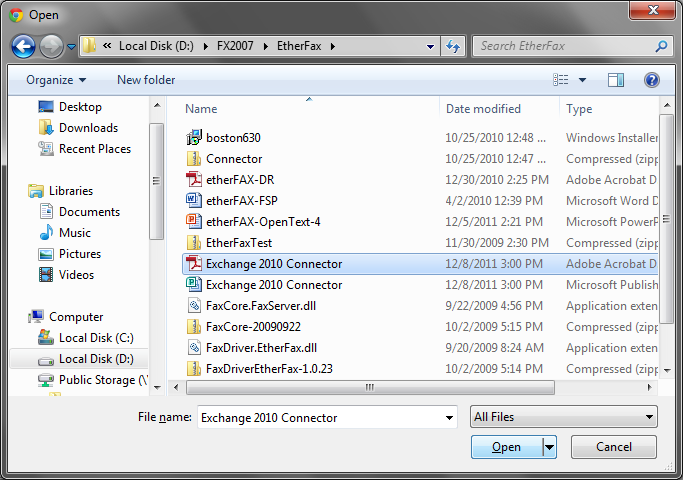 Open
« Local Disk (D:) FX2007 EtherFax Search EtherFax
Organize New folder
Desktop
Downloads
Recent Places
Libraries
Documents
Music
Pictures
Videos
Computer
Local Disk (C:)
Local Disk (D:)
Public Storage (\
Name Date modified Type
boston630 10/25/2010 12:48 ... Windows Installer
Connector 10/25/2010 12:47 ... Compressed (zipp
etherFAX-DR 12/30/2010 2:25 PM Adobe Acrobat D
etherFAX-FSP 4/2/2010 12:39 PM Microsoft Word D
etherFAX-OpenText-4 12/5/2011 2:21 PM Microsoft PowerP
EtherFaxTest 11/30/2009 2:30 PM Compressed (zipp
Exchange 2010 Connector 12/8/2011 3:00 PM Adobe Acrobat D
Exchange 2010 Connector 12/8/2011 3:00 PM Microsoft Publish
FaxCore.FaxServer.dll 9/22/2009 4:56 PM Application exten
FaxCore-20090922 10/2/2009 5:15 PM Compressed (zipp
FaxDriver.EtherFax.dll 9/20/2009 8:24 AM Application exten
FaxDriverEtherFax-1.0.23 10/2/2009 5:14 PM Compressed (zipp
File name: Exchange 2010 Connector All Files
Open Cancel